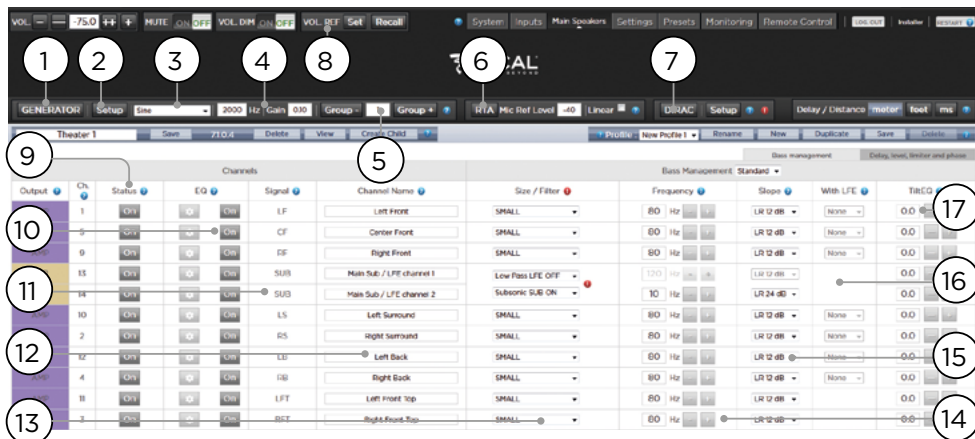 VOL. -75.0 ++ + MUTE ON OFF VOL. DIM ON OFF VOL. REF Set Recall System Inputs Main Speakers Settings Presets Monitoring Remote Control LOG OUT Installer RESTART
1 2 3 4 8 6 7
GENERATOR Setup Sine 2000 Hz Gain 0.10 Group - Group + RTA Mic Ref Level -40 Linear DIRAC Setup Delay / Distance meter feet ms
5
Theater 1 Save 7.1.0.4 Delete View Create Child Profile New Profile 1 Rename New Duplicate Save Delete
9
Bass management Delay, level, limiter and phase
Channels Bass Management Standard
Output Ch. Status EQ Signal Channel Name Size / Filter Frequency Slope With LFE TiltEQ
17
1 On On LF Left Front SMALL 80 Hz LR 12 dB None 0.0
10
5 On On CF Center Front SMALL 80 Hz LR 12 dB None 0.0
9 On On RF Right Front SMALL 80 Hz LR 12 dB None 0.0
11
13 On On SUB Main Sub / LFE channel 1 Low Pass LFE OFF 120 Hz LR 12 dB 0.0
16
14 On On SUB Main Sub / LFE channel 2 Subsonic SUB ON 10 Hz LR 24 dB 0.0
10 On On LS Left Surround SMALL 80 Hz LR 12 dB None 0.0
12
2 On On RS Right Surround SMALL 80 Hz LR 12 dB None 0.0
15
12 On On LB Left Back SMALL 80 Hz LR 12 dB None 0.0
AMP 4 On On RB Right Back SMALL 80 Hz LR 12 dB None 0.0
AMP 11 On On LFT Left Front Top SMALL 80 Hz LR 12 dB 0.0
13
14
3 On On RFT Right Front Top SMALL 80 Hz LR 12 dB 0.0